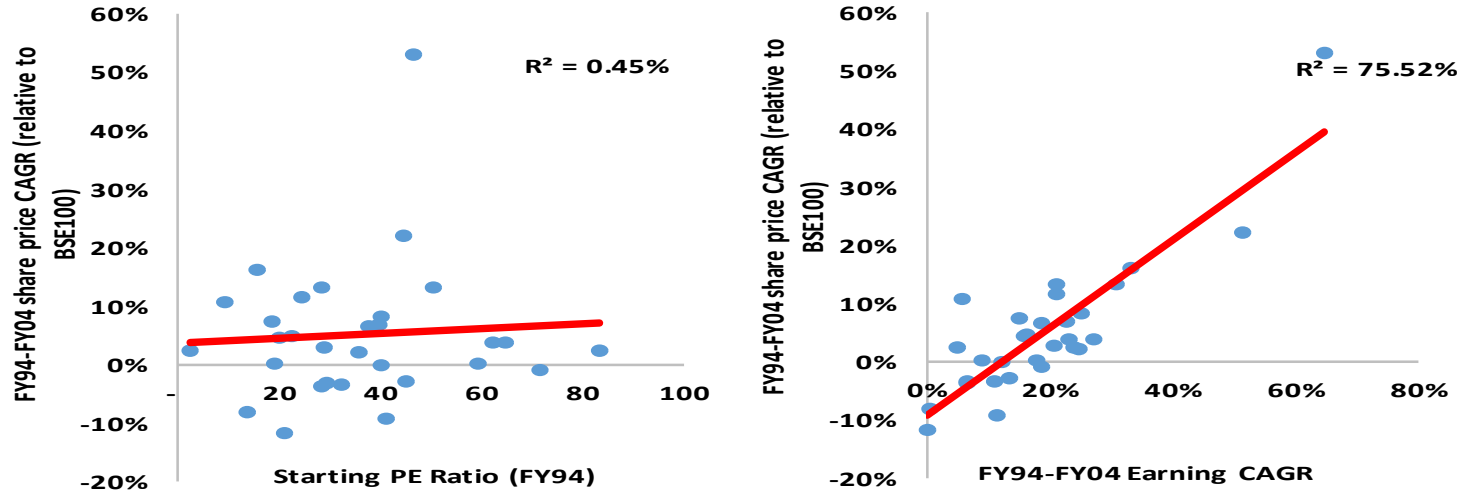 FY94-FY04 share price CAGR (relative to
BSE100)
60%
50%
40%
30%
20%
10%
0%
-10%
-20%
R² = 0.45%
- 20 40 60 80 100
Starting PE Ratio (FY94)
FY94-FY04 share price CAGR (relative to
BSE100)
60%
50%
40%
30%
20%
10%
0%
-10%
-20%
R² = 75.52%
0% 20% 40% 60% 80%
FY94-FY04 Earning CAGR